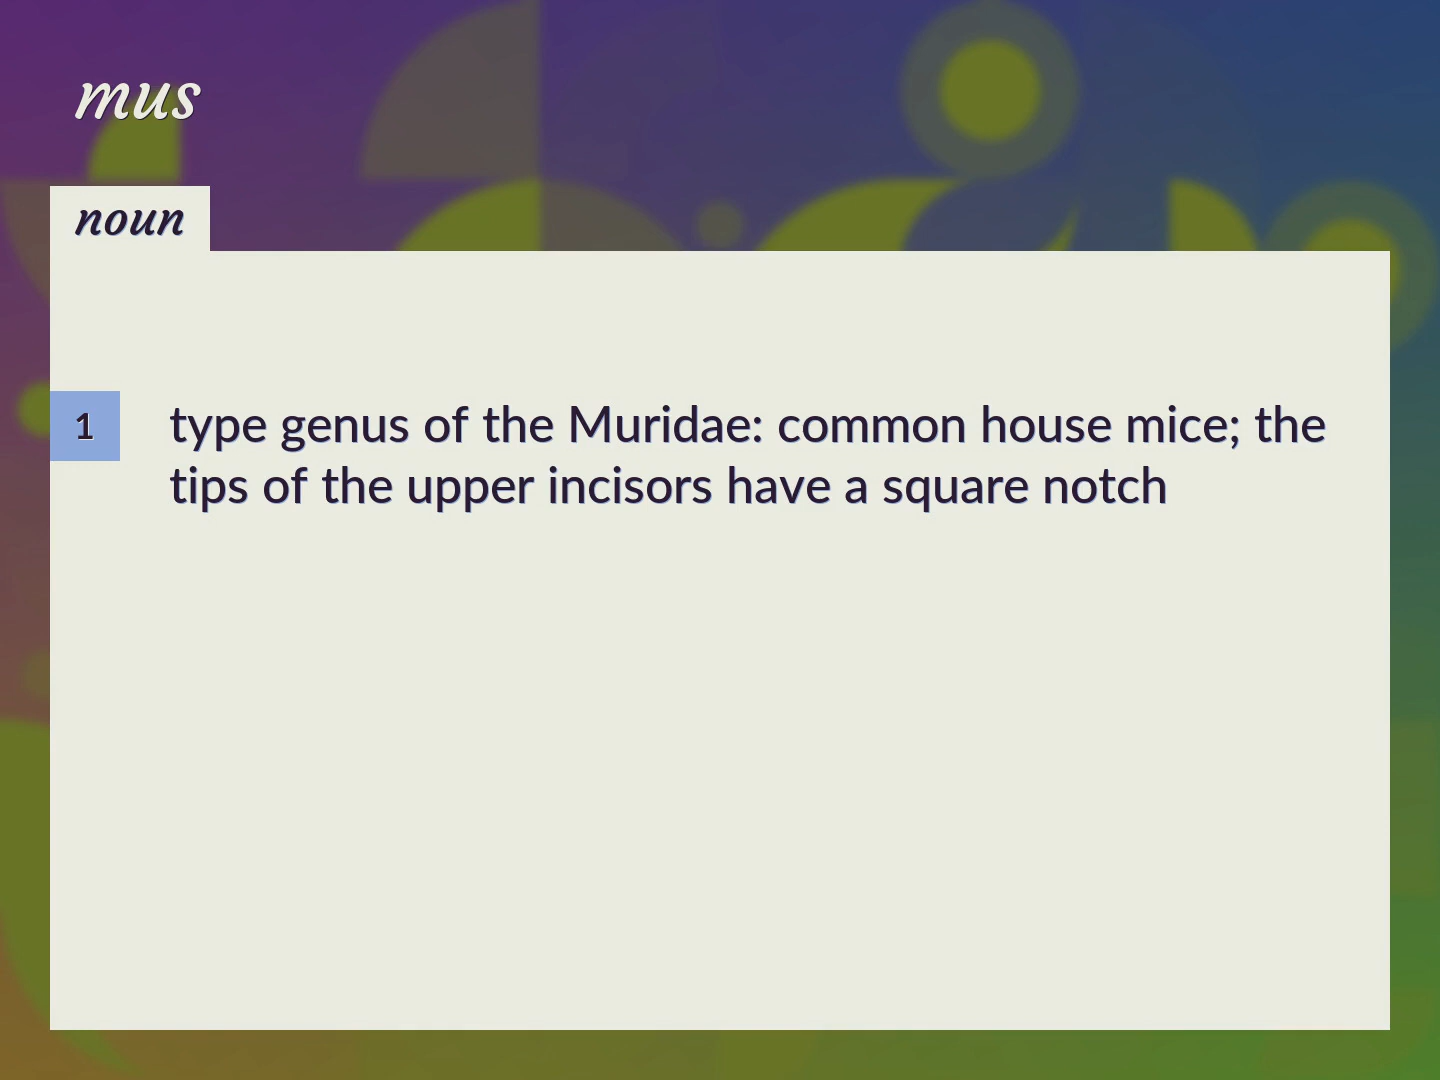 mus
noun
1
type genus of the Muridae: common house mice; the
tips of the upper incisors have a square notch